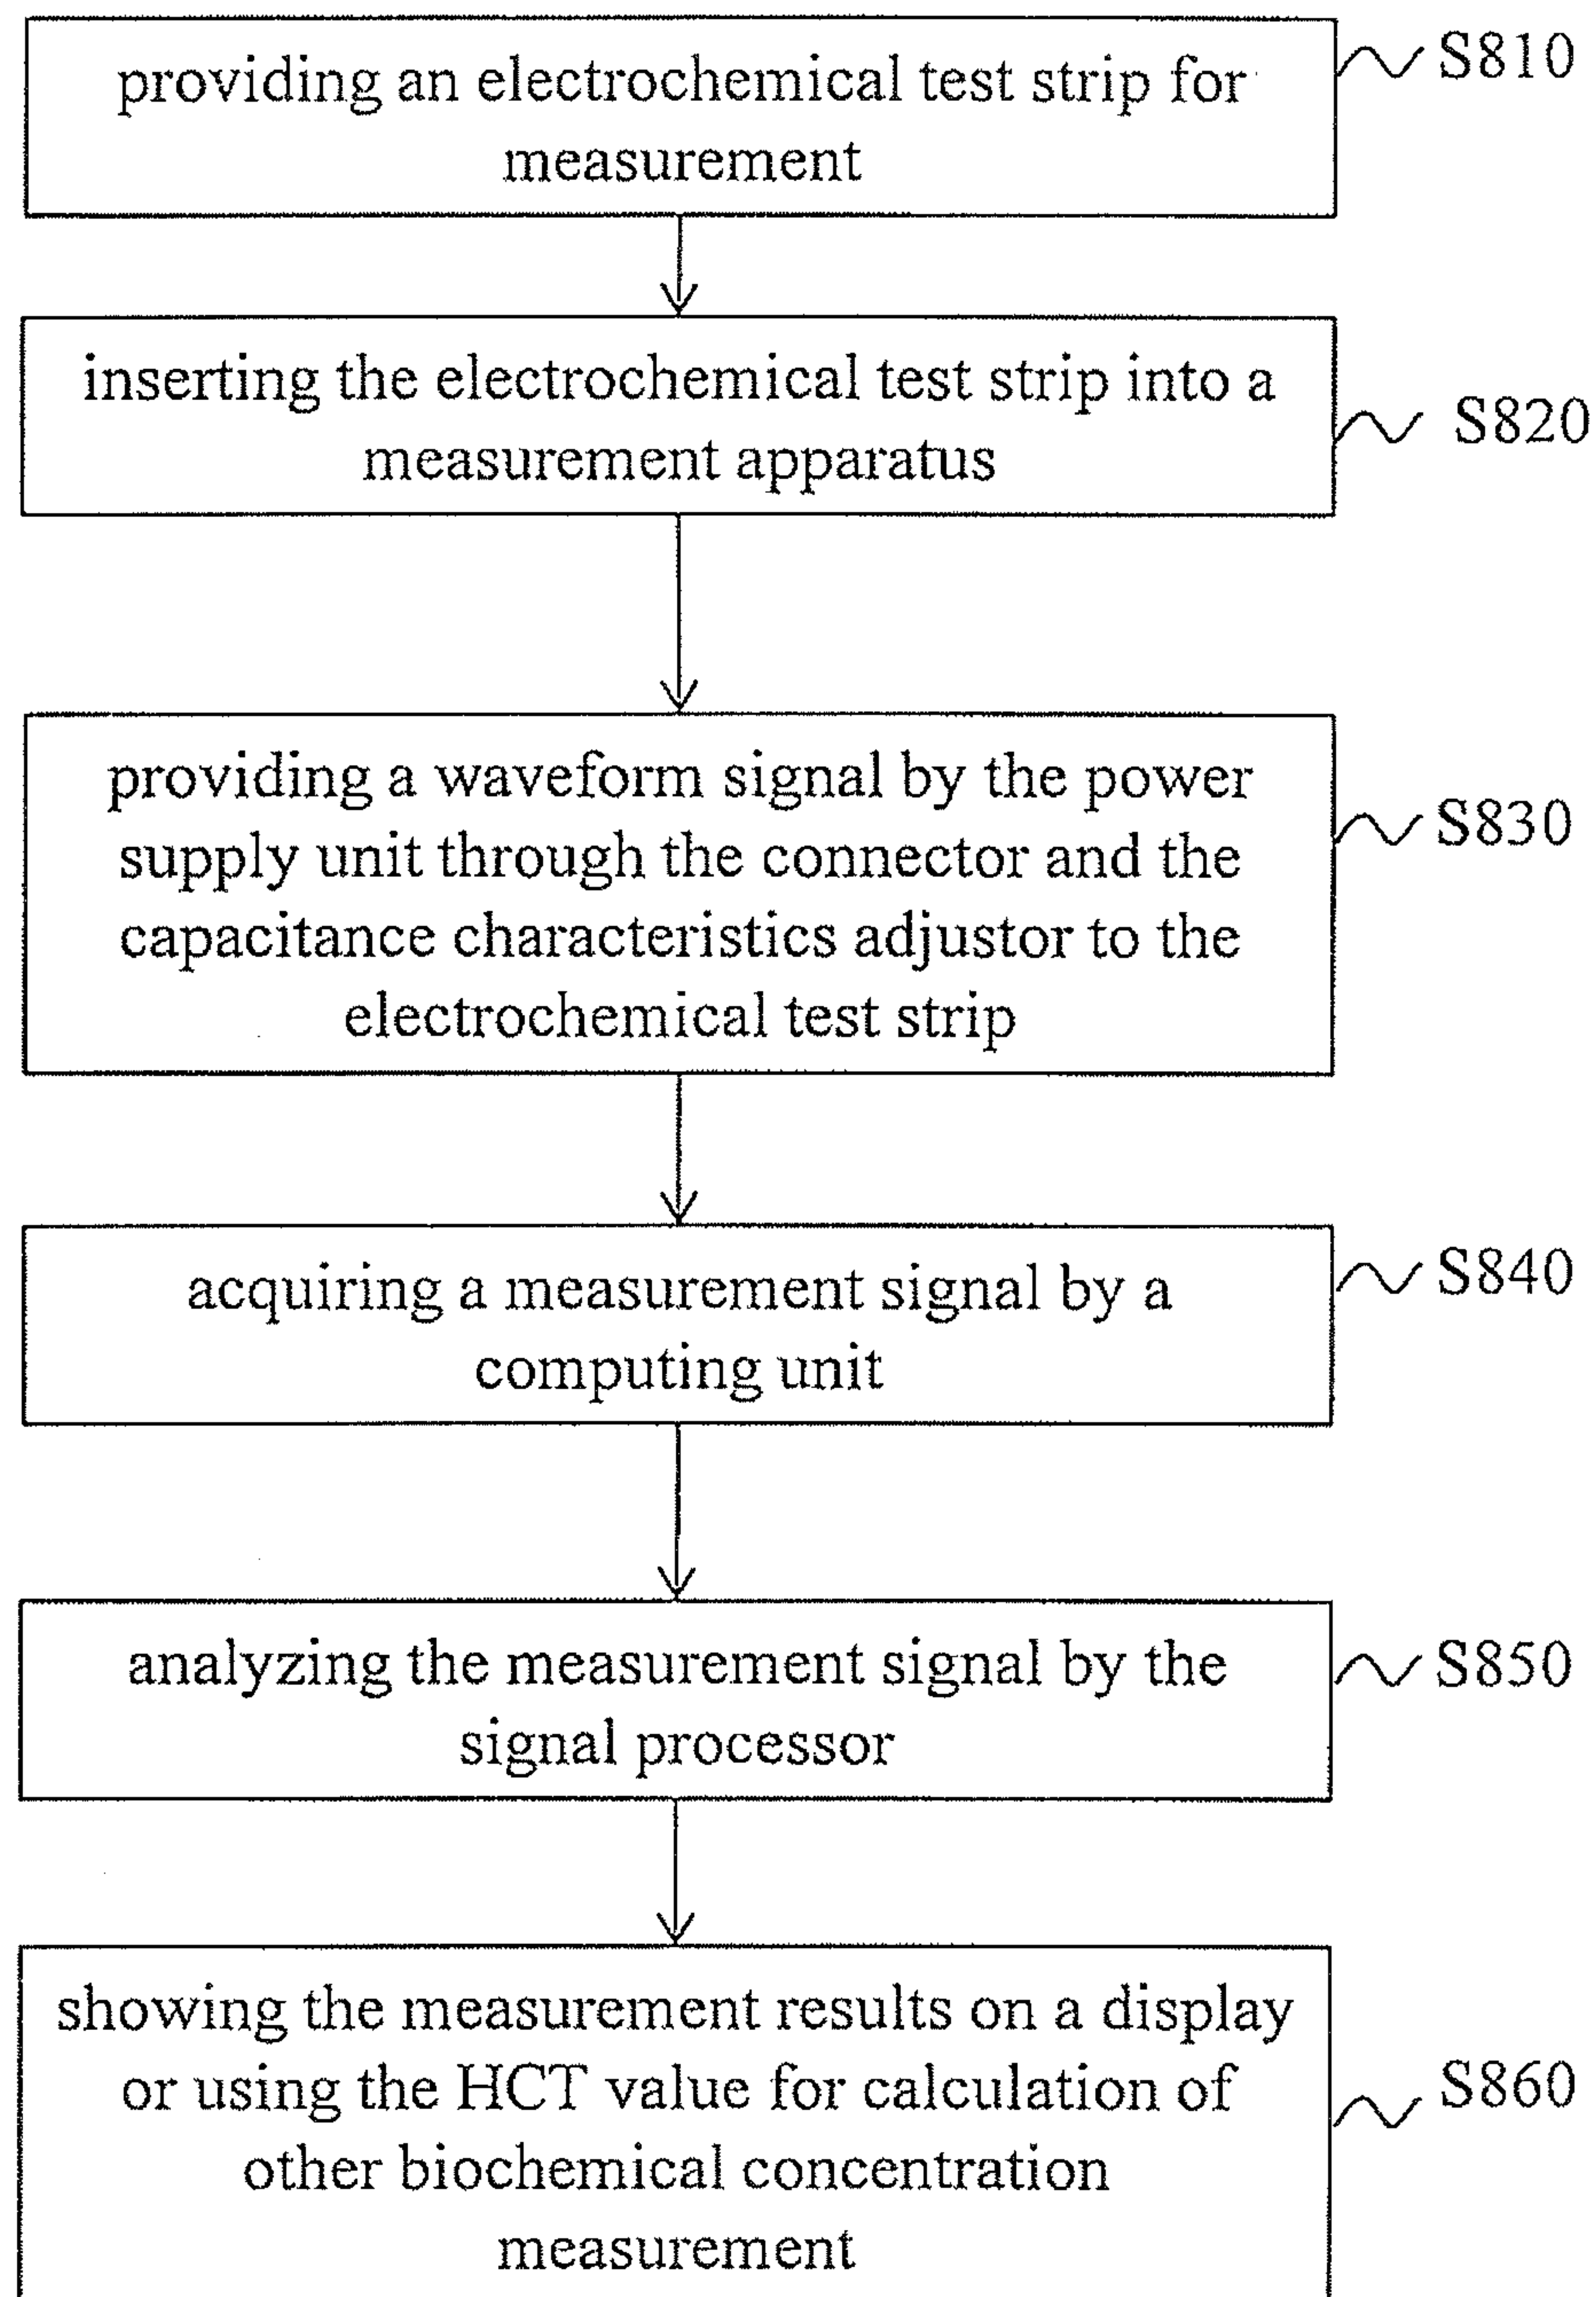 providing an electrochemical test strip for
measurement
S810
inserting the electrochemical test strip into a
measurement apparatus
S820
providing a waveform signal by the power
supply unit through the connector and the
capacitance characteristics adjustor to the
electrochemical test strip
S830
acquiring a measurement signal by a
computing unit
S840
analyzing the measurement signal by the
signal processor
S850
showing the measurement results on a display
or using the HCT value for calculation of
other biochemical concentration
measurement
S860